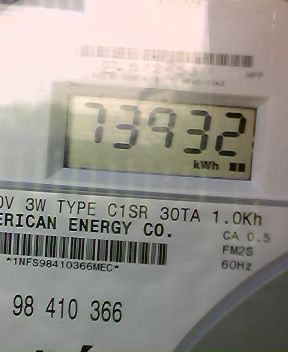 73932
kWh
V 3W TYPE C1SR 30TA 1.0Kh
ERICAN ENERGY CO.
CA 0.5
FM2S
*1NFS98410366MEC*
60Hz
98 410 366